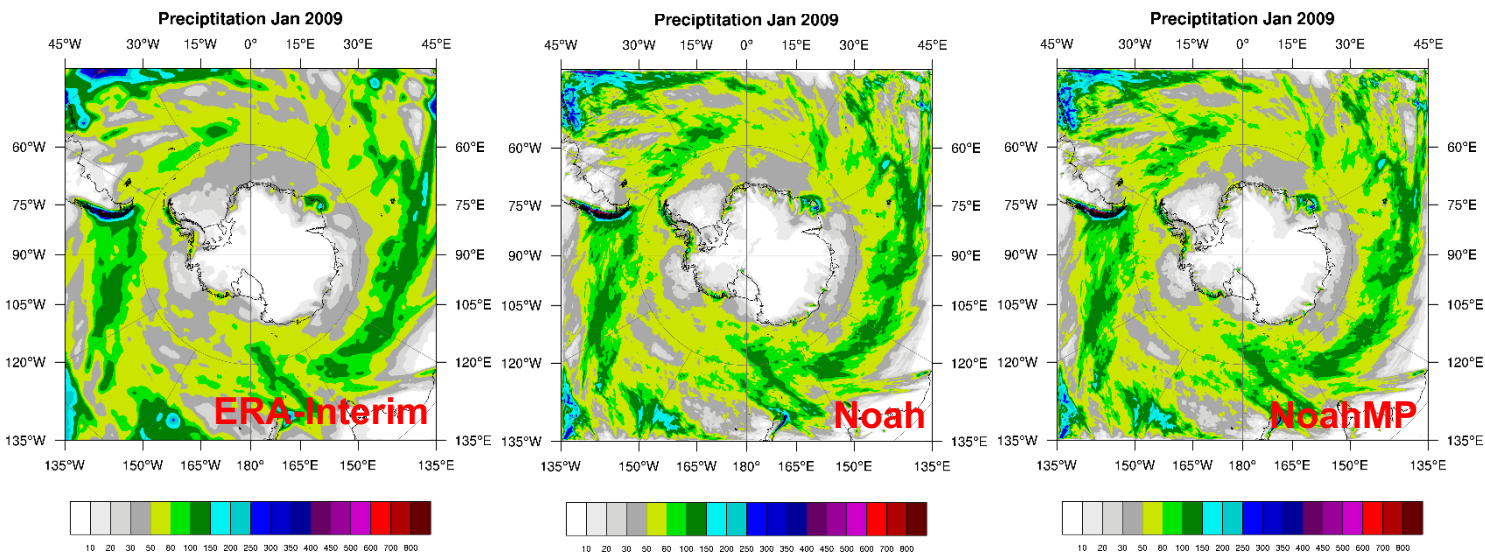 Preciptitation Jan 2009
45°W 30°W 15°W 0° 15°E 30°E 45°E
60°W 60°E
75°W 75°E
90°W 90°E
105°W 105°E
120°W 120°E
ERA-Interim
135°W 135°E
135°W 150°W 165°W 180° 165°E 150°E 135°E
10 20 30 50 80 100 150 200 250 300 350 400 450 500 600 700 800
Preciptitation Jan 2009
45°W 30°W 15°W 0° 15°E 30°E 45°E
60°W 60°E
75°W 75°E
90°W 90°E
105°W 105°E
120°W 120°E
Noah
135°W 135°E
135°W 150°W 165°W 180° 165°E 150°E 135°E
10 20 30 50 80 100 150 200 250 300 350 400 450 500 600 700 800
Preciptitation Jan 2009
45°W 30°W 15°W 0° 15°E 30°E 45°E
60°W 60°E
75°W 75°E
90°W 90°E
105°W 105°E
120°W 120°E
NoahMP
135°W 135°E
135°W 150°W 165°W 180° 165°E 150°E 135°E
10 20 30 50 80 100 150 200 250 300 350 400 450 500 600 700 800